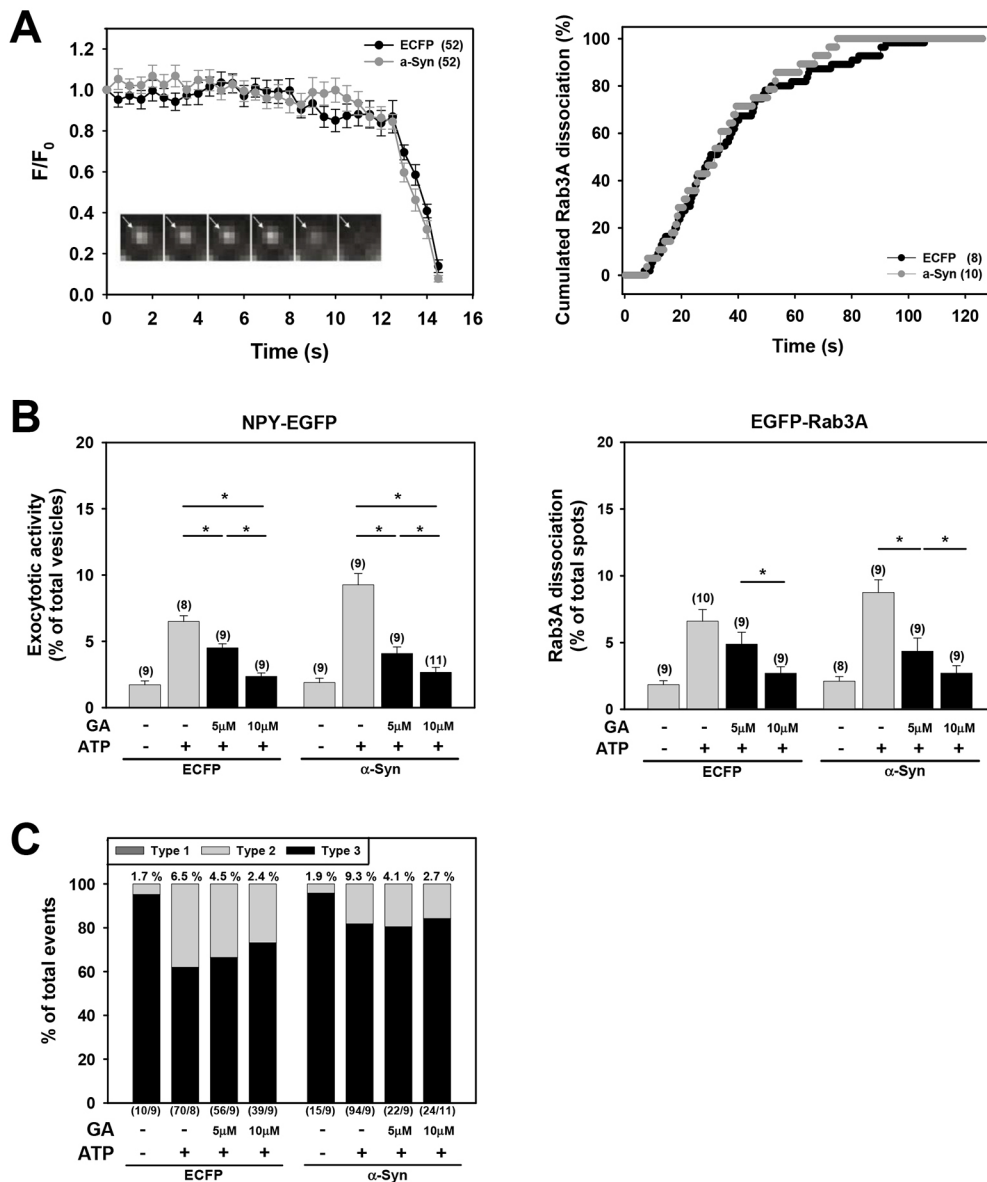 A
1.2
1.0
0.8
0.6
0.4
0.2
0.0
F/F0
ECFP (52)
a-Syn (52)
0 2 4 6 8 10 12 14 16
Time (s)
100
80
60
40
20
0
Cumulated Rab3A dissociation (%)
ECFP (8)
a-Syn (10)
0 20 40 60 80 100 120
Time (s)
B
NPY-EGFP
20
15
10
5
0
Exocytotic activity
(% of total vesicles)
* * * * * *
(9) (8) (9) (9) (9) (9) (9) (11)
GA - - 5µM 10µM - - 5µM 10µM
ATP - + + + - + + +
ECFP α-Syn
EGFP-Rab3A
20
15
10
5
0
Rab3A dissociation
(% of total spots)
* * *
(9) (10) (9) (9) (8) (9) (9) (9)
- - 5µM 10µM - - 5µM 10µM
- + + + - + + +
ECFP α-Syn
C
Type 1 Type 2 Type 3
1.7 % 6.5 % 4.5 % 2.4 % 1.9 % 9.3 % 4.1 % 2.7 %
100
80
60
40
20
0
% of total events
(10/9) (70/8) (56/9) (39/9) (15/9) (94/9) (22/9) (24/11)
GA - - 5µM 10µM - - 5µM 10µM
ATP - + + + - + + +
ECFP α-Syn